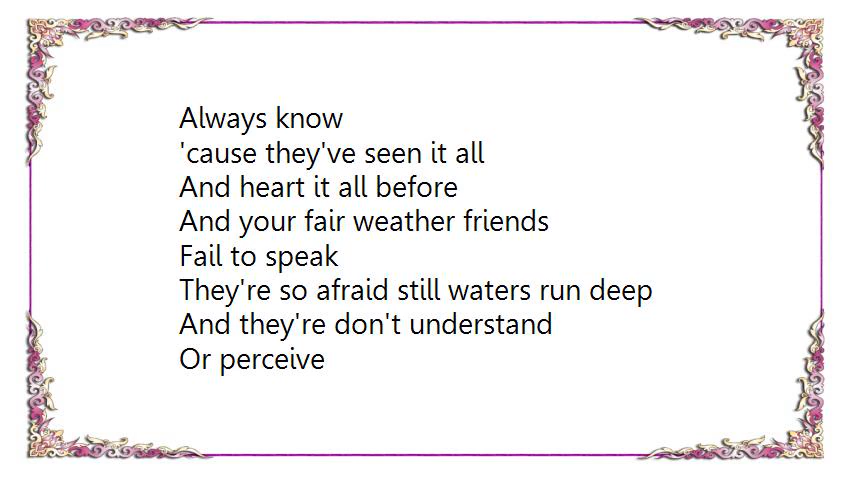 Always know
'cause they've seen it all
And heart it all before
And your fair weather friends
Fail to speak
They're so afraid still waters run deep
And they're don't understand
Or perceive